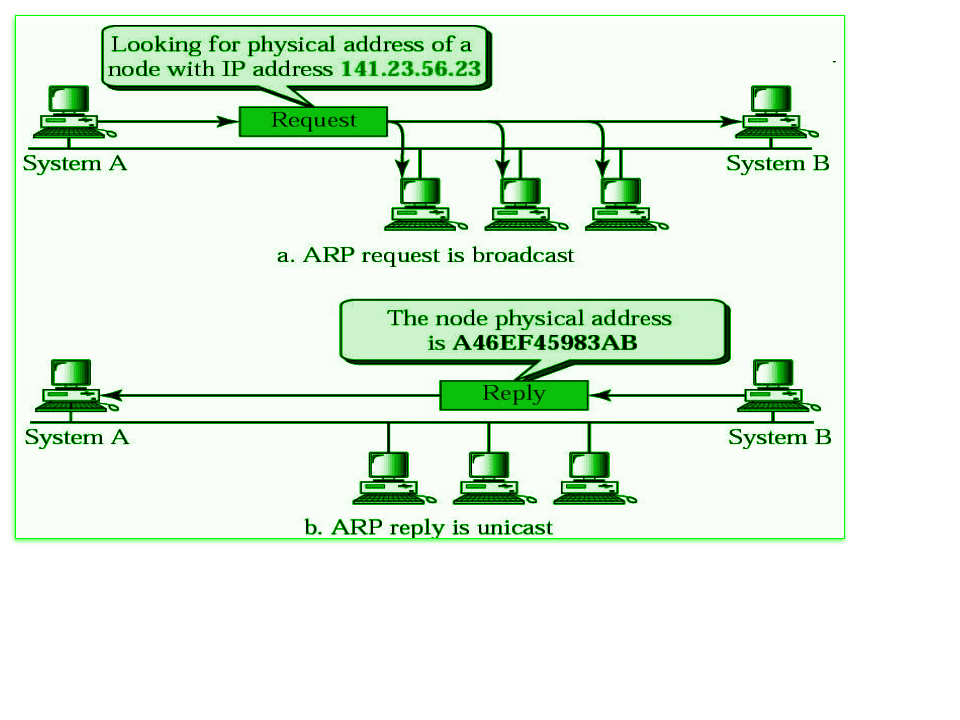 Looking for physical address of a
node with IP address 141.23.56.23
Request
System A
System B
a. ARP request is broadcast
The node physical address
is A46EF45983AB
Reply
System A
System B
b. ARP reply is unicast